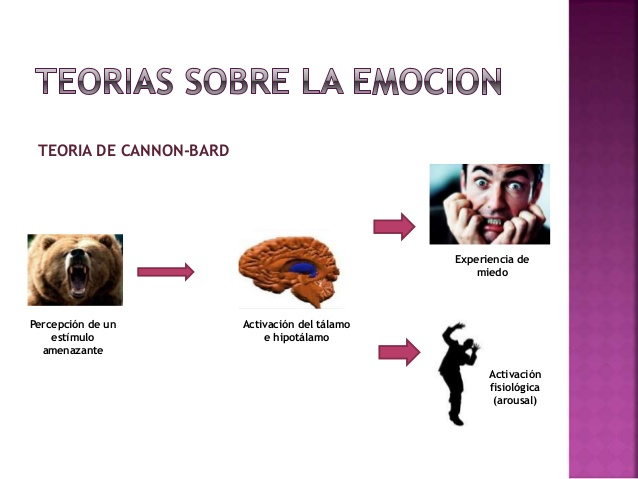 TEORIAS SOBRE LA EMOCION
TEORIA DE CANNON-BARD
Experiencia de
miedo
Percepción de un
estímulo
amenazante
Activación del tálamo
e hipotálamo
Activación
fisiológica
(arousal)